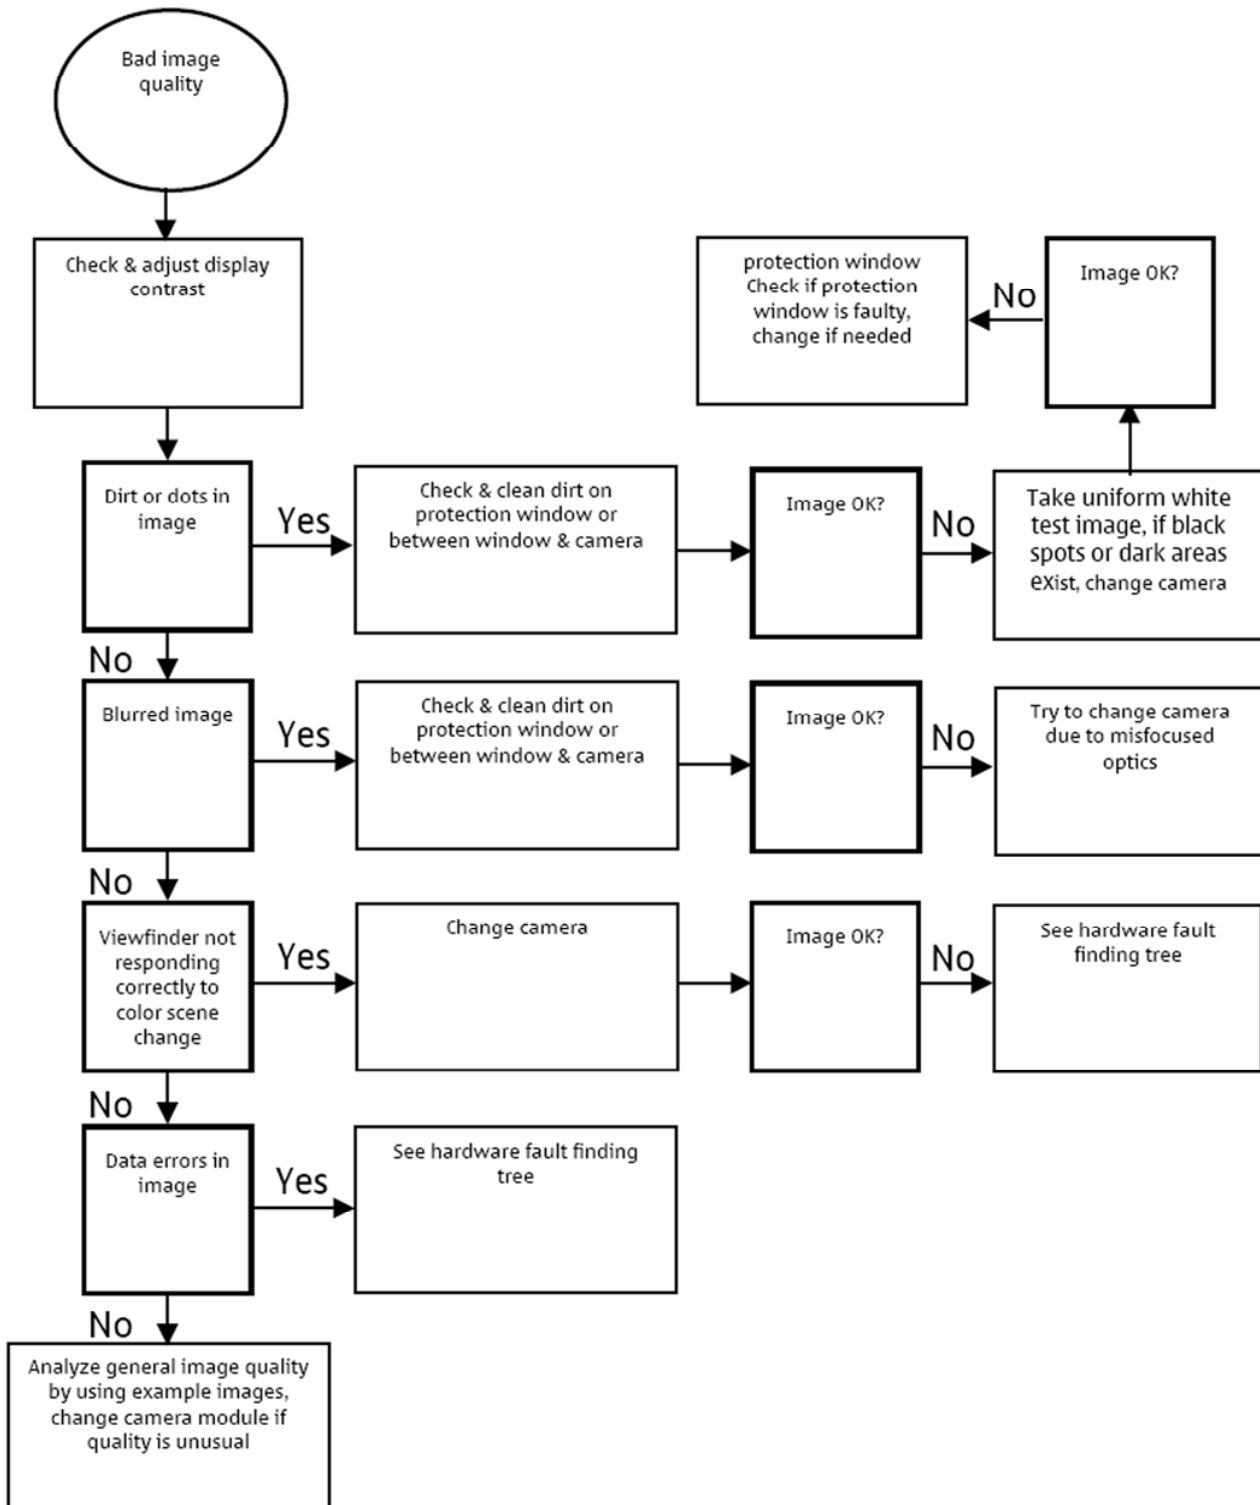 Bad image
quality
Check & adjust display
contrast
protection window
Check if protection
window is faulty,
change if needed
No
Image OK?
Dirt or dots in
image
Yes
Check & clean dirt on
protection window or
between window & camera
Image OK?
No
Take uniform white
test image, if black
spots or dark areas
exist, change camera
No
Blurred image
Yes
Check & clean dirt on
protection window or
between window & camera
Image OK?
No
Try to change camera
due to misfocused
optics
No
Viewfinder not
responding
correctly to
color scene
change
Yes
Change camera
Image OK?
No
See hardware fault
finding tree
No
Data errors in
image
Yes
See hardware fault finding
tree
No
Analyze general image quality
by using example images,
change camera module if
quality is unusual